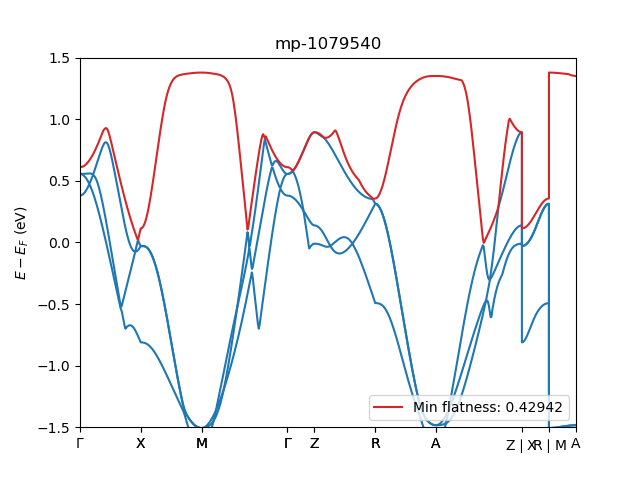 mp-1079540
E − E_F (eV)
1.5
1.0
0.5
0.0
−0.5
−1.0
−1.5
Min flatness: 0.42942
Γ X M Γ Z R A Z | X R | M A